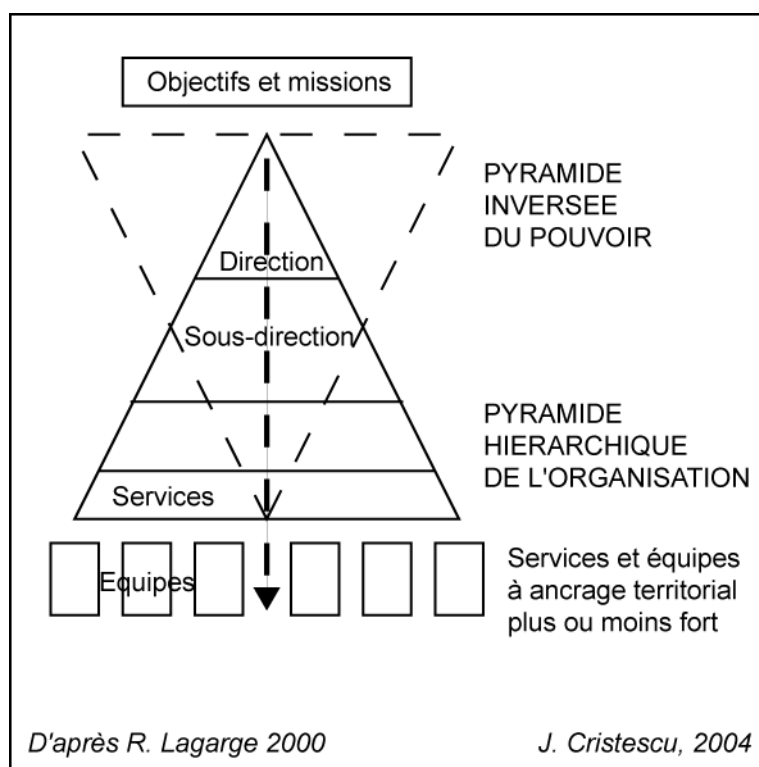 Objectifs et missions
PYRAMIDE
INVERSEE
DU POUVOIR
Direction
Sous-direction
PYRAMIDE
HIERARCHIQUE
DE L'ORGANISATION
Services
Equipes
Services et équipes
à ancrage territorial
plus ou moins fort
D'après R. Lagarge 2000
J. Cristescu, 2004